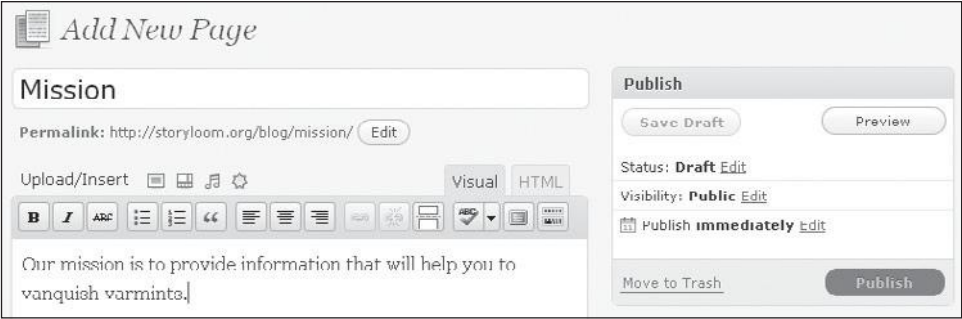 Add New Page
Mission
Permalink: http://storyloom.org/blog/mission/ Edit
Upload/Insert
Visual HTML
B I ABC ABC
Our mission is to provide information that will help you to
vanquish varmints.
Publish
Save Draft Preview
Status: Draft Edit
Visibility: Public Edit
Publish immediately Edit
Move to Trash Publish